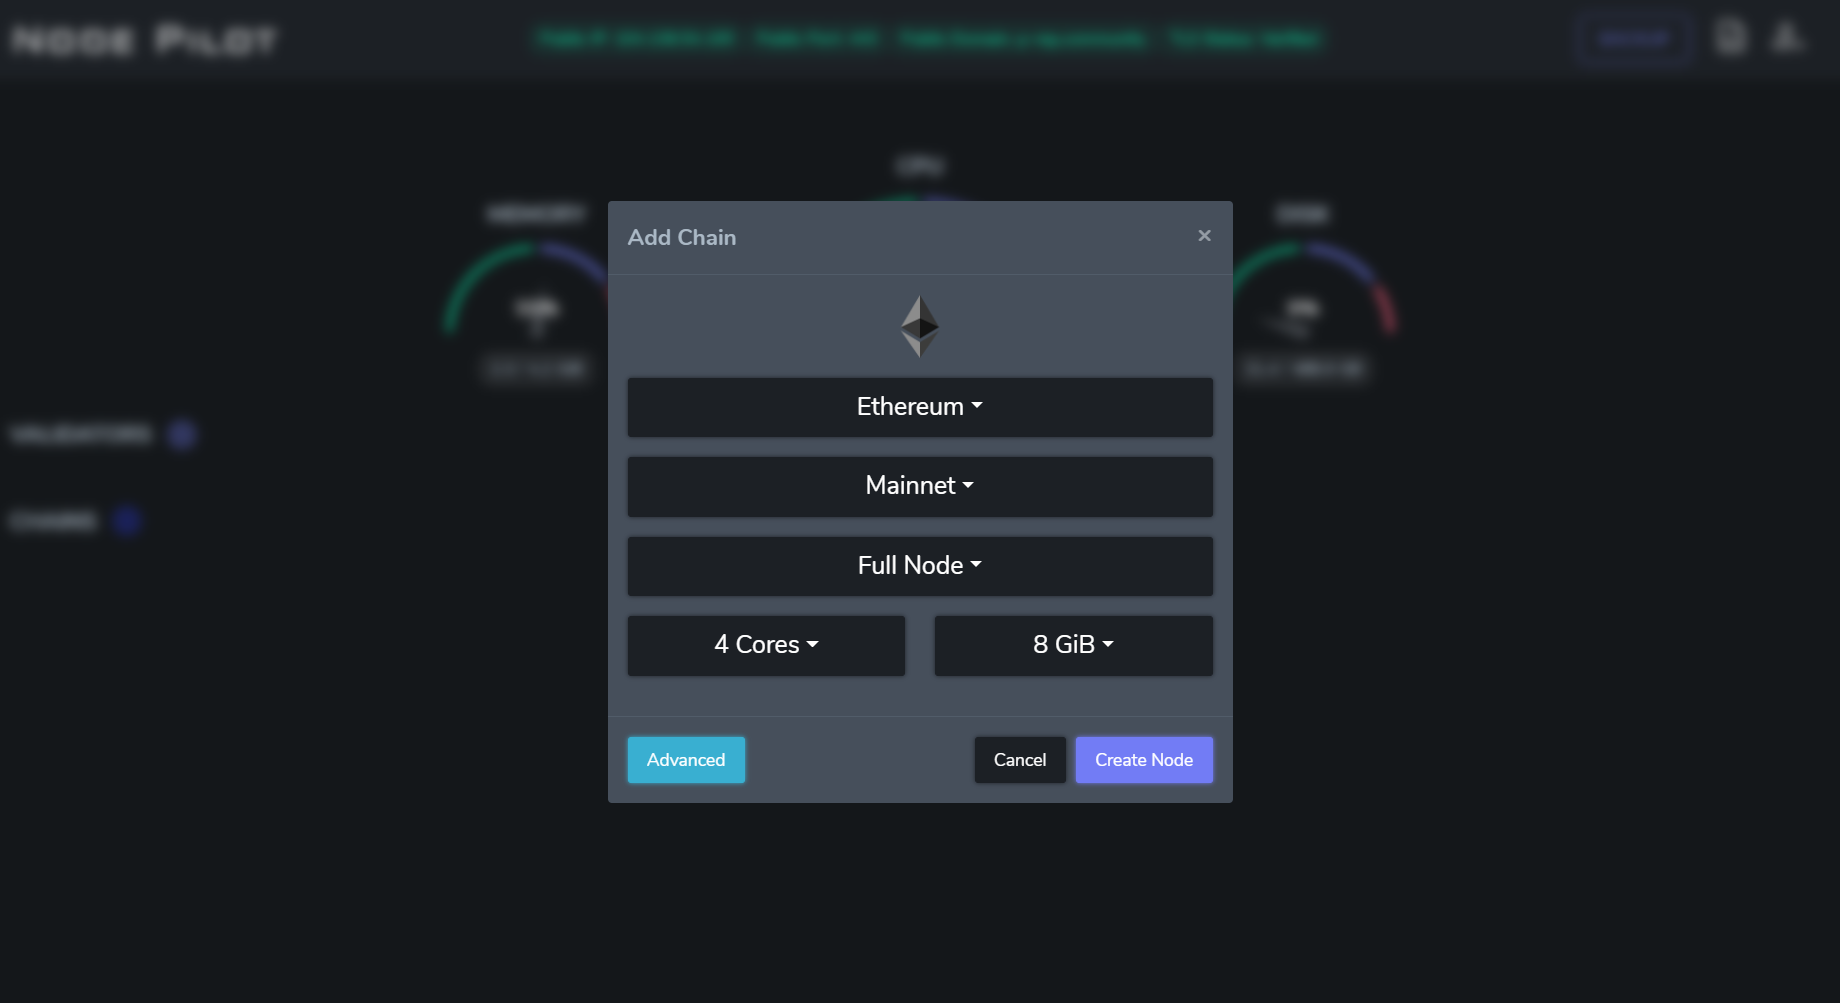 NODE PILOT
CPU
MEMORY
DISK
Add Chain
×
Ethereum
Mainnet
Full Node
4 Cores
8 GiB
VALIDATORS
CHAINS
Advanced
Cancel
Create Node